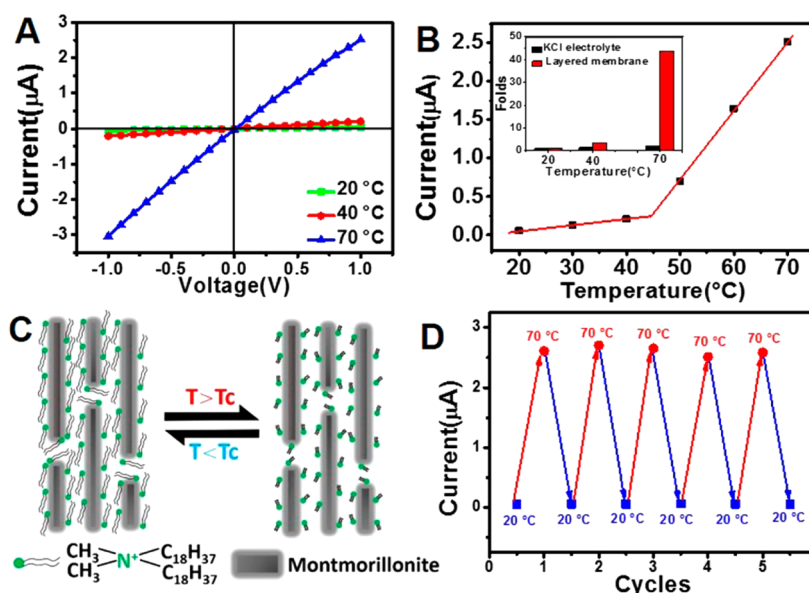 A
Current(μA)
3
2
1
0
-1
-2
-3
20 °C
40 °C
70 °C
-1.0
-0.5
0.0
0.5
1.0
Voltage(V)
B
Current(μA)
2.5
2.0
1.5
1.0
0.5
0.0
20
30
40
50
60
70
Temperature(°C)
Folds
50
40
30
20
10
0
KCl electrolyte
Layered membrane
20
40
70
Temperature(°C)
C
T>Tc
T<Tc
CH3
CH3
N+
C18H37
C18H37
Montmorillonite
D
Current(μA)
3
2
1
0
70 °C
70 °C
70 °C
70 °C
70 °C
20 °C
20 °C
20 °C
20 °C
20 °C
20 °C
0
1
2
3
4
5
Cycles